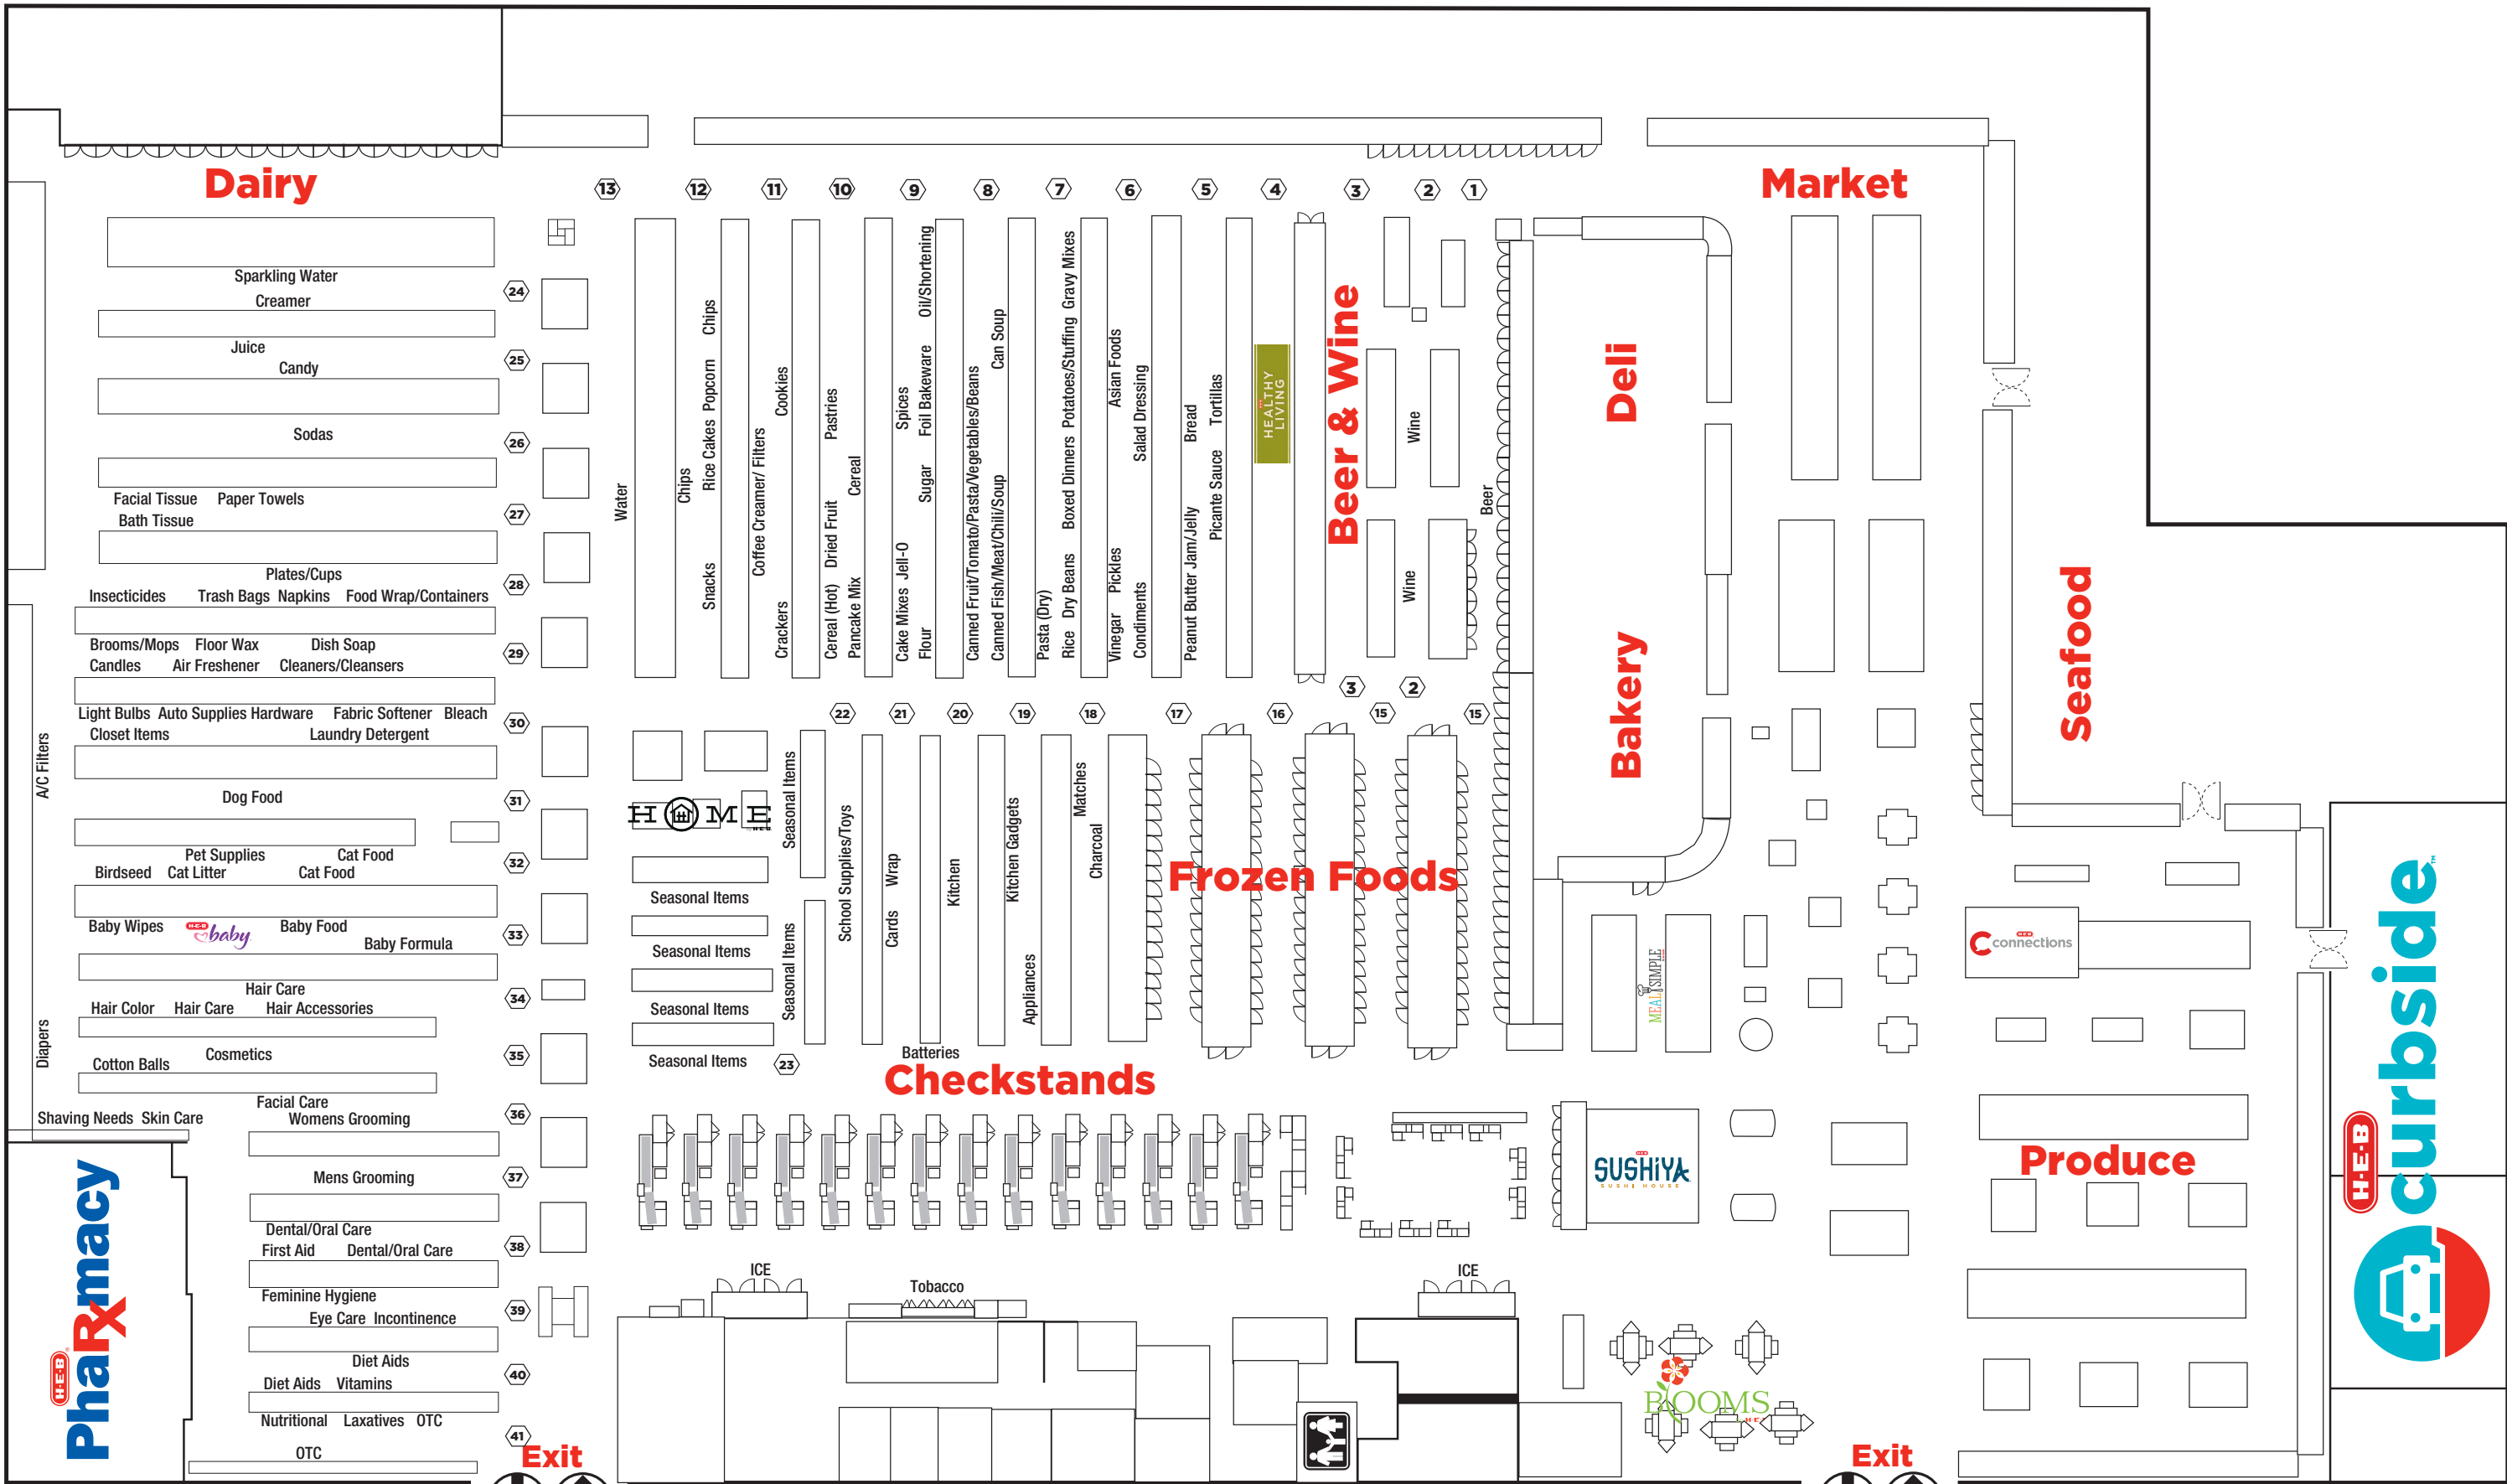 Dairy
13
12
11
10
9
8
7
6
5
4
3
2
1
Market
Sparkling Water
Creamer
24
Juice
Candy
25
Sodas
26
Facial Tissue Paper Towels
Bath Tissue
27
Plates/Cups
Insecticides Trash Bags Napkins Food Wrap/Containers
28
Brooms/Mops Floor Wax Dish Soap
Candles Air Freshener Cleaners/Cleansers
29
Light Bulbs Auto Supplies Hardware Fabric Softener Bleach
Closet Items Laundry Detergent
30
A/C Filters
Dog Food
31
Pet Supplies Cat Food
Birdseed Cat Litter Cat Food
32
Baby Wipes H-E-B baby Baby Food
Baby Formula
33
Hair Care
Hair Color Hair Care Hair Accessories
34
Diapers
Cosmetics
Cotton Balls
35
Facial Care
Shaving Needs Skin Care Womens Grooming
36
Mens Grooming
37
Dental/Oral Care
First Aid Dental/Oral Care
38
Feminine Hygiene
Eye Care Incontinence
39
Diet Aids
Diet Aids Vitamins
40
Nutritional Laxatives OTC
41
OTC
H-E-B
PhaRxmacy
Exit
Water
Chips
Snacks Rice Cakes Popcorn Chips
Coffee Creamer/ Filters
Crackers Cookies
Cereal (Hot) Dried Fruit Pastries
Pancake Mix Cereal
Cake Mixes Jell-O Spices
Flour Sugar Foil Bakeware Oil/Shortening
Canned Fruit/Tomato/Pasta/Vegetables/Beans
Canned Fish/Meat/Chili/Soup Can Soup
Pasta (Dry)
Rice Dry Beans Boxed Dinners Potatoes/Stuffing Gravy Mixes
Vinegar Pickles Asian Foods
Condiments Salad Dressing
Peanut Butter Jam/Jelly Bread
Picante Sauce Tortillas
HEALTHY
LIVING
Beer & Wine
Wine
Wine
Beer
Deli
Bakery
Seafood
3
2
22
21
20
19
18
17
16
15
15
HOME
Seasonal Items
Seasonal Items
Seasonal Items
Seasonal Items
Seasonal Items
Seasonal Items
23
School Supplies/Toys
Cards Wrap
Kitchen
Kitchen Gadgets
Appliances
Matches
Charcoal
Batteries
Frozen Foods
Checkstands
MEAL SIMPLE
connections
H-E-B
curbside™
SUSHIYA
SUSHI HOUSE
Produce
ICE
Tobacco
ICE
BLOOMS
H-E-B
Exit